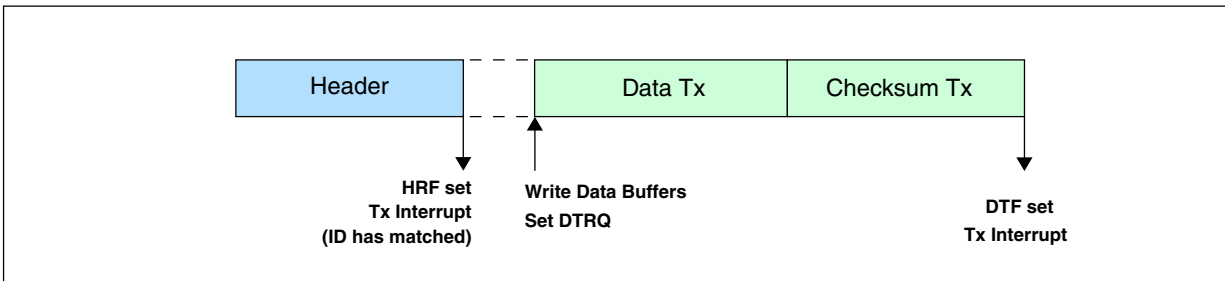 Header
Data Tx
Checksum Tx
HRF set
Tx Interrupt
(ID has matched)
Write Data Buffers
Set DTRQ
DTF set
Tx Interrupt